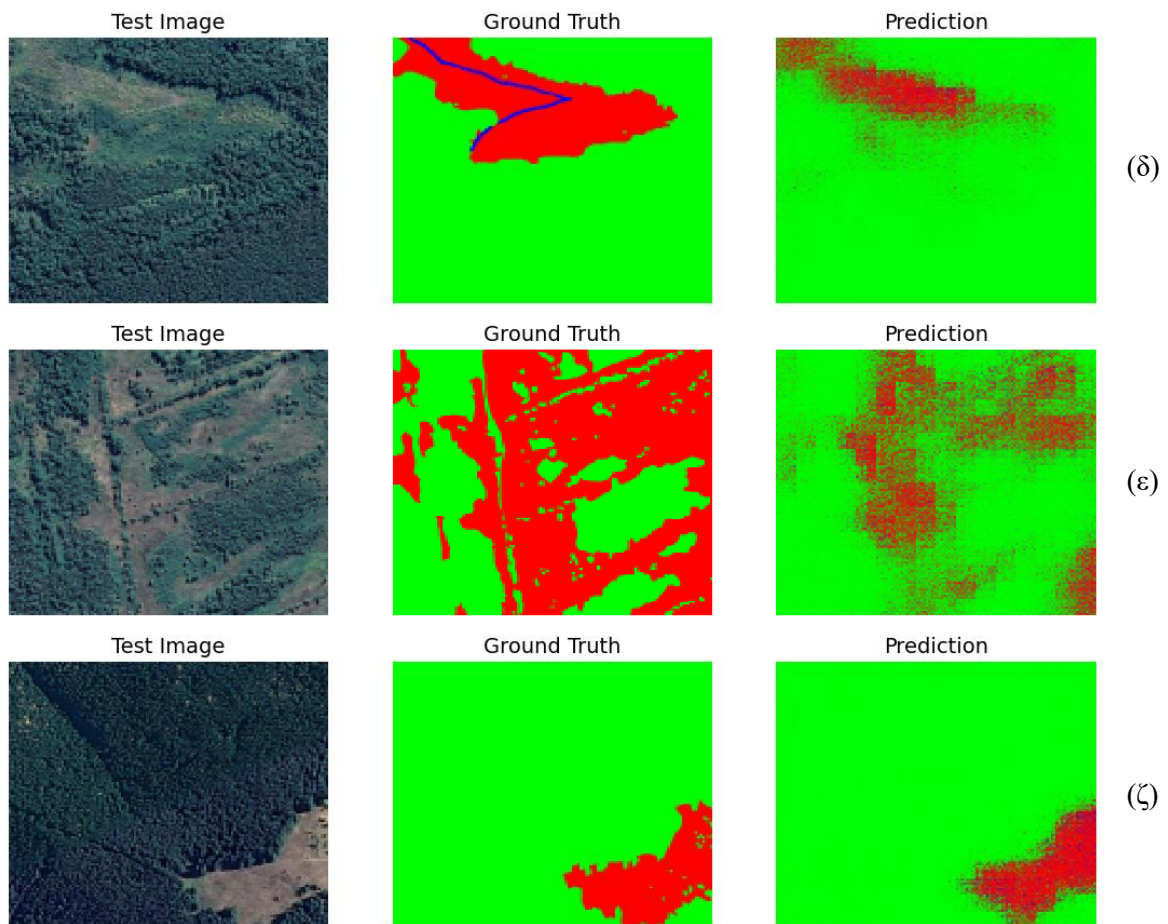 Test Image Ground Truth Prediction
(δ)
Test Image Ground Truth Prediction
(ε)
Test Image Ground Truth Prediction
(ζ)